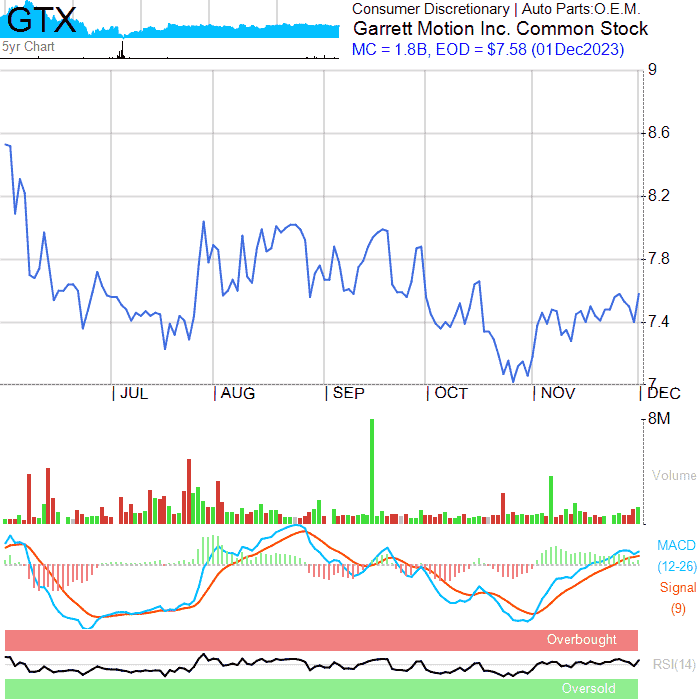 GTX
5yr Chart
Consumer Discretionary | Auto Parts:O.E.M.
Garrett Motion Inc. Common Stock
MC = 1.8B, EOD = $7.58 (01Dec2023)
9
8.6
8.2
7.8
7.4
7
JUL AUG SEP OCT NOV DEC
8M
Volume
MACD
(12-26)
Signal
(9)
Overbought
RSI(14)
Oversold